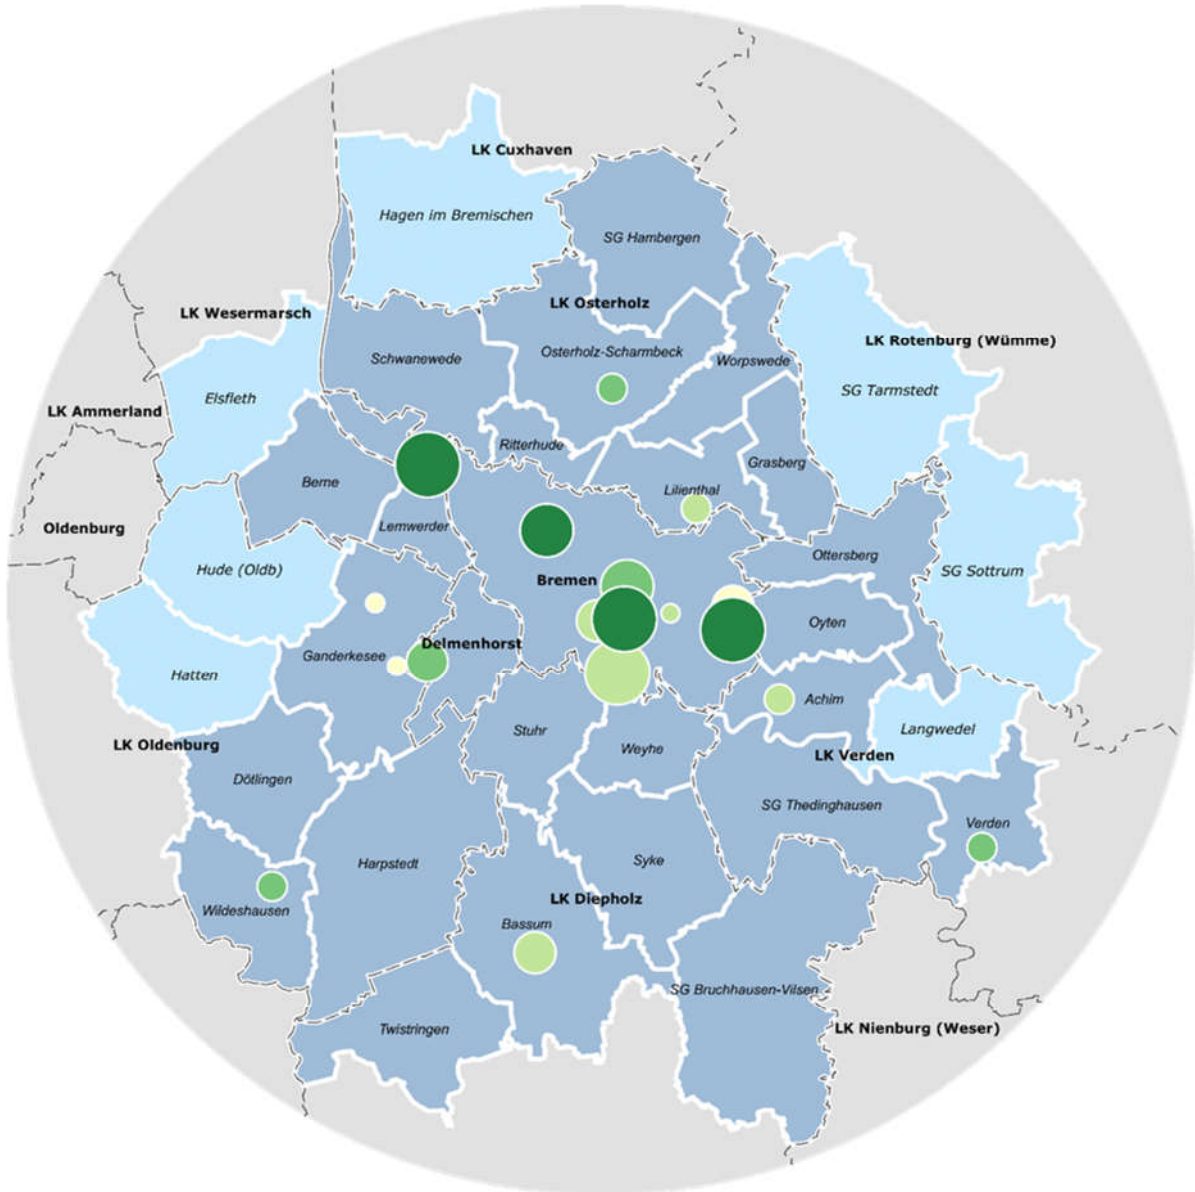 LK Cuxhaven
Hagen im Bremischen
SG Hambergen
LK Osterholz
LK Wesermarsch
LK Rotenburg (Wümme)
Osterholz-Scharmbeck
Schwanewede
Worpswede
SG Tarmstedt
Elsfleth
LK Ammerland
Ritterhude
Grasberg
Berne
Lilienthal
Oldenburg
Lemwerder
Ottersberg
Hude (Oldb)
SG Sottrum
Bremen
Oyten
Delmenhorst
Ganderkesee
Hatten
Achim
Langwedel
Stuhr
LK Oldenburg
Weyhe
LK Verden
Dötlingen
SG Thedinghausen
Verden
Harpstedt
Syke
LK Diepholz
Wildeshausen
Bassum
SG Bruchhausen-Vilsen
Twistringen
LK Nienburg (Weser)